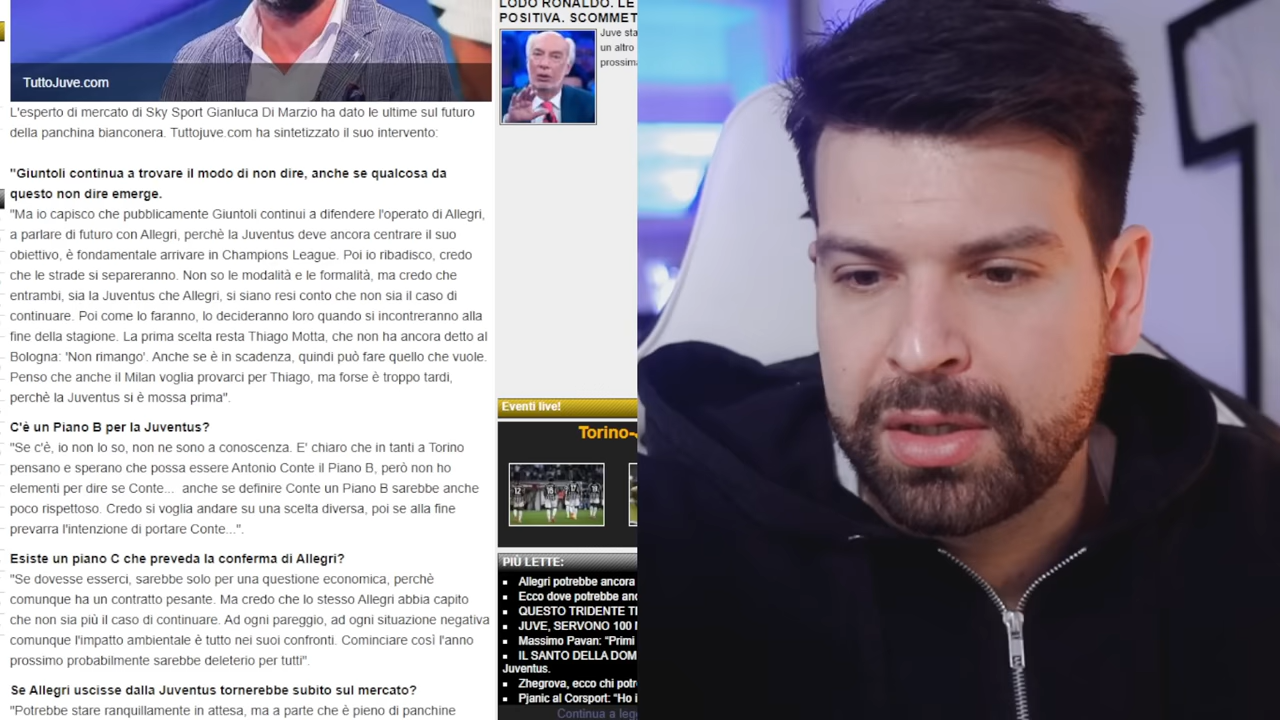 TuttoJuve.com
L'esperto di mercato di Sky Sport Gianluca Di Marzio ha dato le ultime sul futuro
della panchina bianconera. Tuttojuve.com ha sintetizzato il suo intervento:
"Giuntoli continua a trovare il modo di non dire, anche se qualcosa da
questo non dire emerge.
"Ma io capisco che pubblicamente Giuntoli continui a difendere l'operato di Allegri,
a parlare di futuro con Allegri, perchè la Juventus deve ancora centrare il suo
obiettivo, è fondamentale arrivare in Champions League. Poi io ribadisco, credo
che le strade si separeranno. Non so le modalità e le formalità, ma credo che
entrambi, sia la Juventus che Allegri, si siano resi conto che non sia il caso di
continuare. Poi come lo faranno, lo decideranno loro quando si incontreranno alla
fine della stagione. La prima scelta resta Thiago Motta, che non ha ancora detto al
Bologna: 'Non rimango'. Anche se è in scadenza, quindi può fare quello che vuole.
Penso che anche il Milan voglia provarci per Thiago, ma forse è troppo tardi,
perchè la Juventus si è mossa prima".
C'è un Piano B per la Juventus?
"Se c'è, io non lo so, non ne sono a conoscenza. E' chiaro che in tanti a Torino
pensano e sperano che possa essere Antonio Conte il Piano B, però non ho
elementi per dire se Conte... anche se definire Conte un Piano B sarebbe anche
poco rispettoso. Credo si voglia andare su una scelta diversa, poi se alla fine
prevarrà l'intenzione di portare Conte...".
Esiste un piano C che preveda la conferma di Allegri?
"Se dovesse esserci, sarebbe solo per una questione economica, perchè
comunque ha un contratto pesante. Ma credo che lo stesso Allegri abbia capito
che non sia più il caso di continuare. Ad ogni pareggio, ad ogni situazione negativa
comunque l'impatto ambientale è tutto nei suoi confronti. Cominciare così l'anno
prossimo probabilmente sarebbe deleterio per tutti".
Se Allegri uscisse dalla Juventus tornerebbe subito sul mercato?
"Potrebbe stare ranquillamente in attesa, ma a parte che è pieno di panchine
LODO RONALDO. LE
POSITIVA. SCOMMET
Juve sta
un altro
prossim
Eventi live!
Torino-
PIÙ LETTE:
Allegri potrebbe ancora
Ecco dove potrebbe an
QUESTO TRIDENTE
JUVE, SERVONO 100
Massimo Pavan: "Primi
IL SANTO DELLA DOM
Juventus.
Zhegrova, ecco chi potr
Pjanic al Corsport: "Ho
Continua a leg